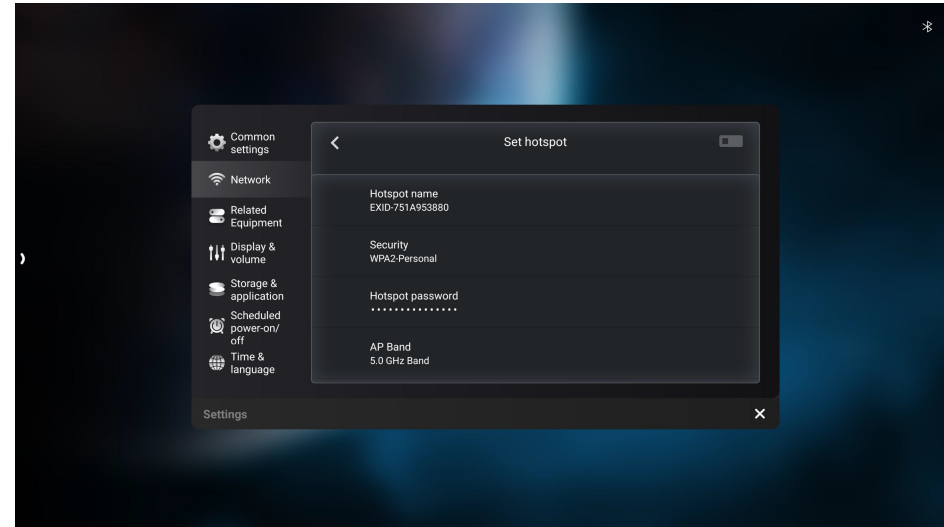 Common
settings
Network
Related
Equipment
Display &
volume
Storage &
application
Scheduled
power-on/
off
Time &
language
Set hotspot
Hotspot name
EXID-751A953880
Security
WPA2-Personal
Hotspot password
•••••••••••••••
AP Band
5.0 GHz Band
Settings